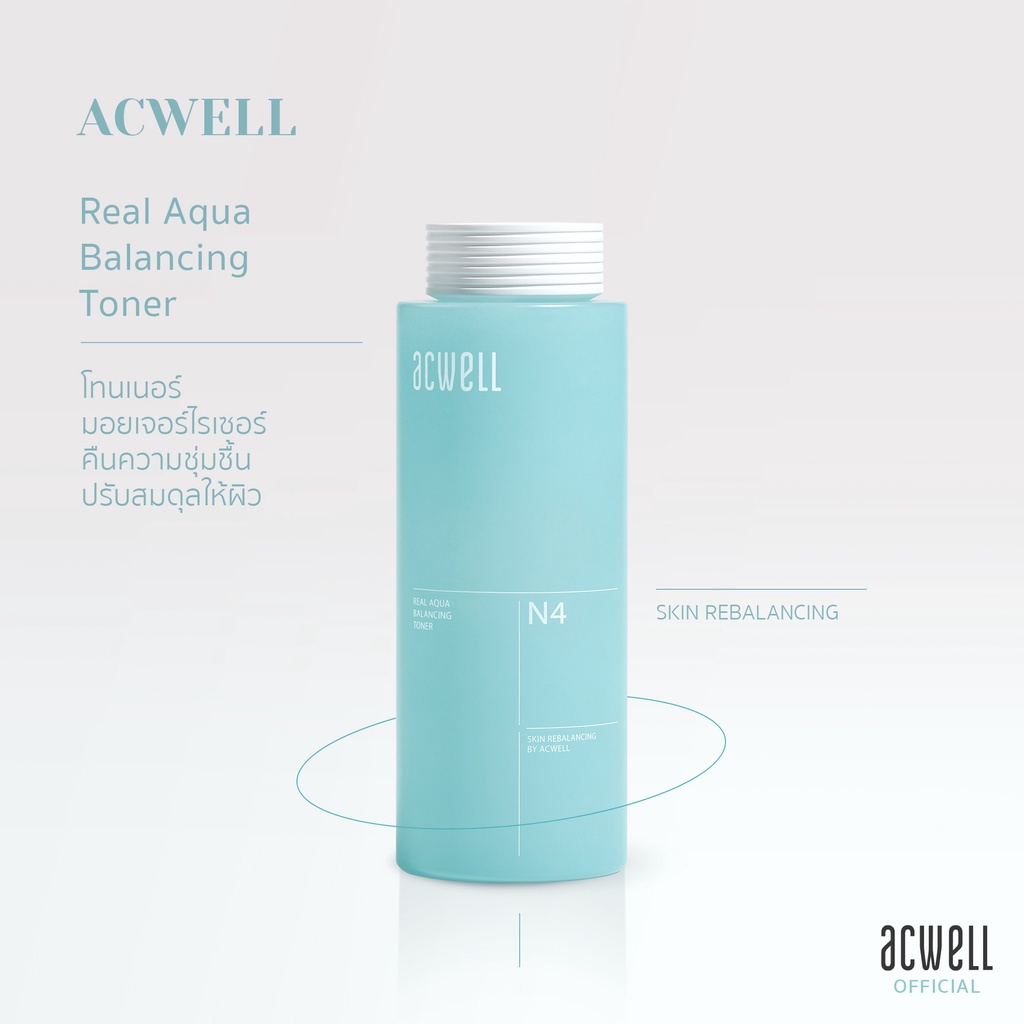 ACWELL
Real Aqua
Balancing
Toner
โทนเนอร์
มอยเจอร์ไรเซอร์
คืนความชุ่มชื้น
ปรับสมดุลให้ผิว
acwell
REAL AQUA
BALANCING
TONER
N4
SKIN REBALANCING
BY ACWELL
SKIN REBALANCING
acwell
OFFICIAL